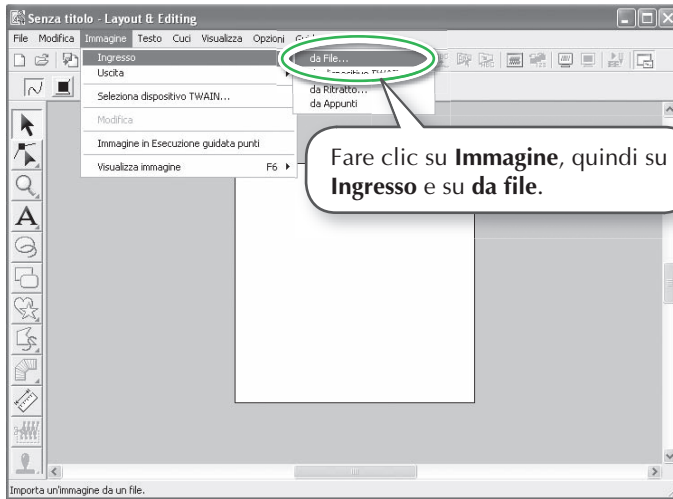 Senza titolo - Layout & Editing
File Modifica Immagine Testo Cuci Visualizza Opzioni
Ingresso
da File...
Uscita
da Ritratto...
Seleziona dispositivo TWAIN...
da Appunti
Modifica
Immagine in Esecuzione guidata punti
Visualizza immagine F6
Fare clic su Immagine, quindi su
Ingresso e su da file.
Importa un'immagine da un file.